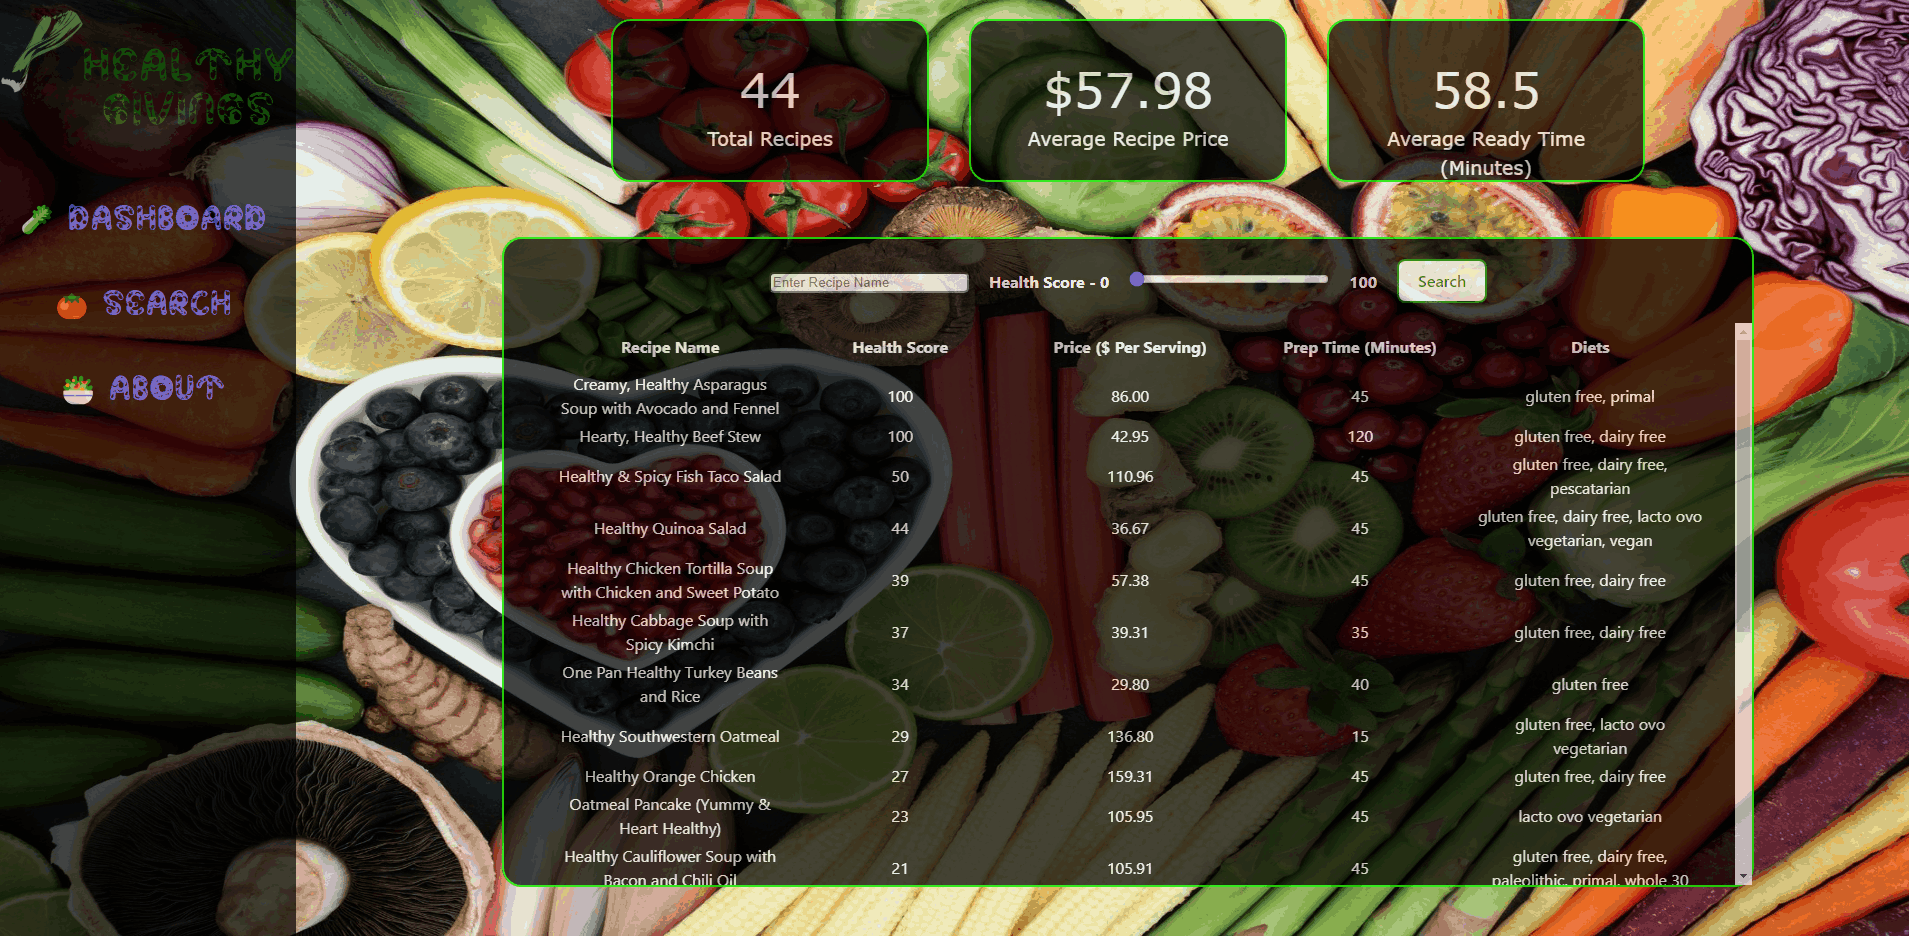 HEALTHY
GIVINGS
DASHBOARD
SEARCH
ABOUT
44
Total Recipes
$57.98
Average Recipe Price
58.5
Average Ready Time
(Minutes)
Enter Recipe Name
Health Score - 0
100
Search
Recipe Name Health Score Price ($ Per Serving) Prep Time (Minutes) Diets
Creamy, Healthy Asparagus
Soup with Avocado and Fennel
100 86.00 45 gluten free, primal
Hearty, Healthy Beef Stew 100 42.95 120 gluten free, dairy free
Healthy & Spicy Fish Taco Salad 50 110.96 45 gluten free, dairy free,
pescatarian
Healthy Quinoa Salad 44 36.67 45 gluten free, dairy free, lacto ovo
vegetarian, vegan
Healthy Chicken Tortilla Soup
with Chicken and Sweet Potato
39 57.38 45 gluten free, dairy free
Healthy Cabbage Soup with
Spicy Kimchi
37 39.31 35 gluten free, dairy free
One Pan Healthy Turkey Beans
and Rice
34 29.80 40 gluten free
Healthy Southwestern Oatmeal 29 136.80 15 gluten free, lacto ovo
vegetarian
Healthy Orange Chicken 27 159.31 45 gluten free, dairy free
Oatmeal Pancake (Yummy &
Heart Healthy)
23 105.95 45 lacto ovo vegetarian
Healthy Cauliflower Soup with
Bacon and Chili Oil
21 105.91 45 gluten free, dairy free,
paleolithic, primal, whole 30